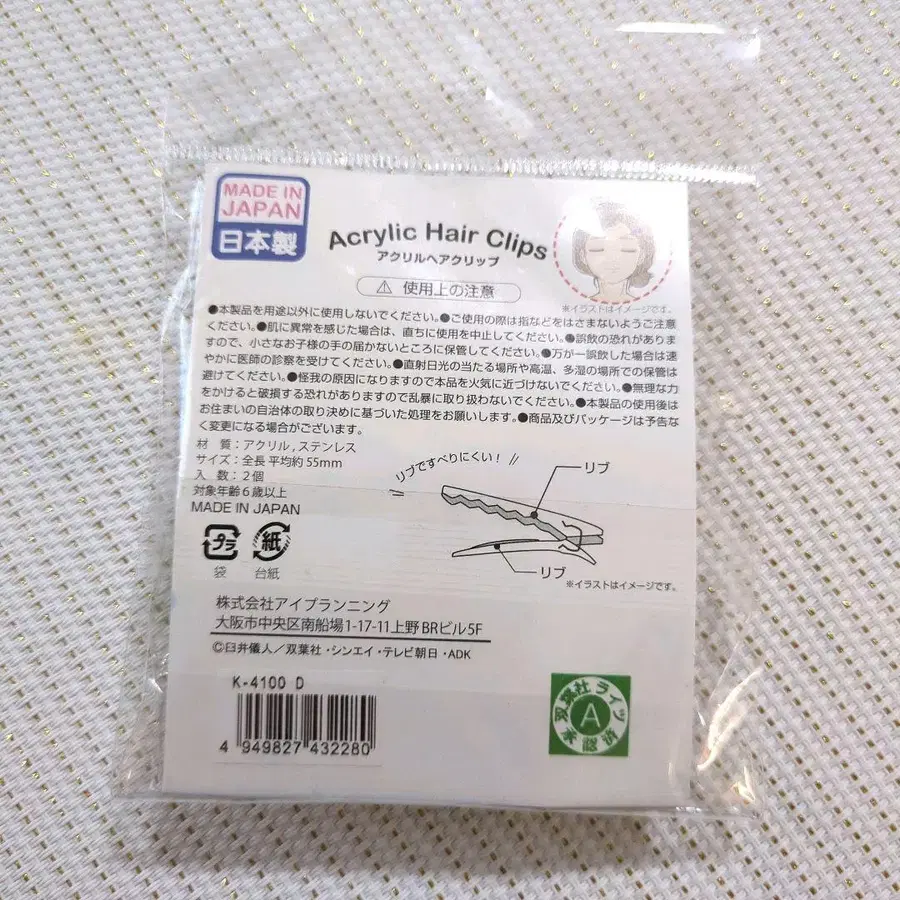 MADE IN
JAPAN
日本製
Acrylic Hair Clips
アクリルヘアクリップ
⚠ 使用上の注意
※イラストはイメージです。
●本製品を用途以外に使用しないでください。●ご使用の際は指などをはさまないようご注意
ください。●肌に異常を感じた場合は、直ちに使用を中止してください。●誤飲の恐れがありま
すので、小さなお子様の手の届かないところに保管してください。●万が一誤飲した場合は速
やかに医師の診察を受けてください。●直射日光の当たる場所や高温、多湿の場所での保管は
避けてください。●怪我の原因になりますので本品を火気に近づけないでください。●無理な力
をかけると破損する恐れがありますので乱暴に取り扱わないでください。●本製品の使用後は
お住まいの自治体の取り決めに基づいた処理をお願いします。●商品及びパッケージは予告な
く変更になる場合がございます。
材 質：アクリル,ステンレス
サイズ：全長 平均約 55mm
入 数：2個
対象年齢6歳以上
MADE IN JAPAN
リブですべりにくい！
リブ
リブ
※イラストはイメージです。
プラ
紙
袋
台紙
株式会社アイプランニング
大阪市中央区南船場1-17-11上野BRビル5F
©臼井儀人／双葉社・シンエイ・テレビ朝日・ADK
K-4100 D
4 949827 432280
双葉社ライツ
A
承認済